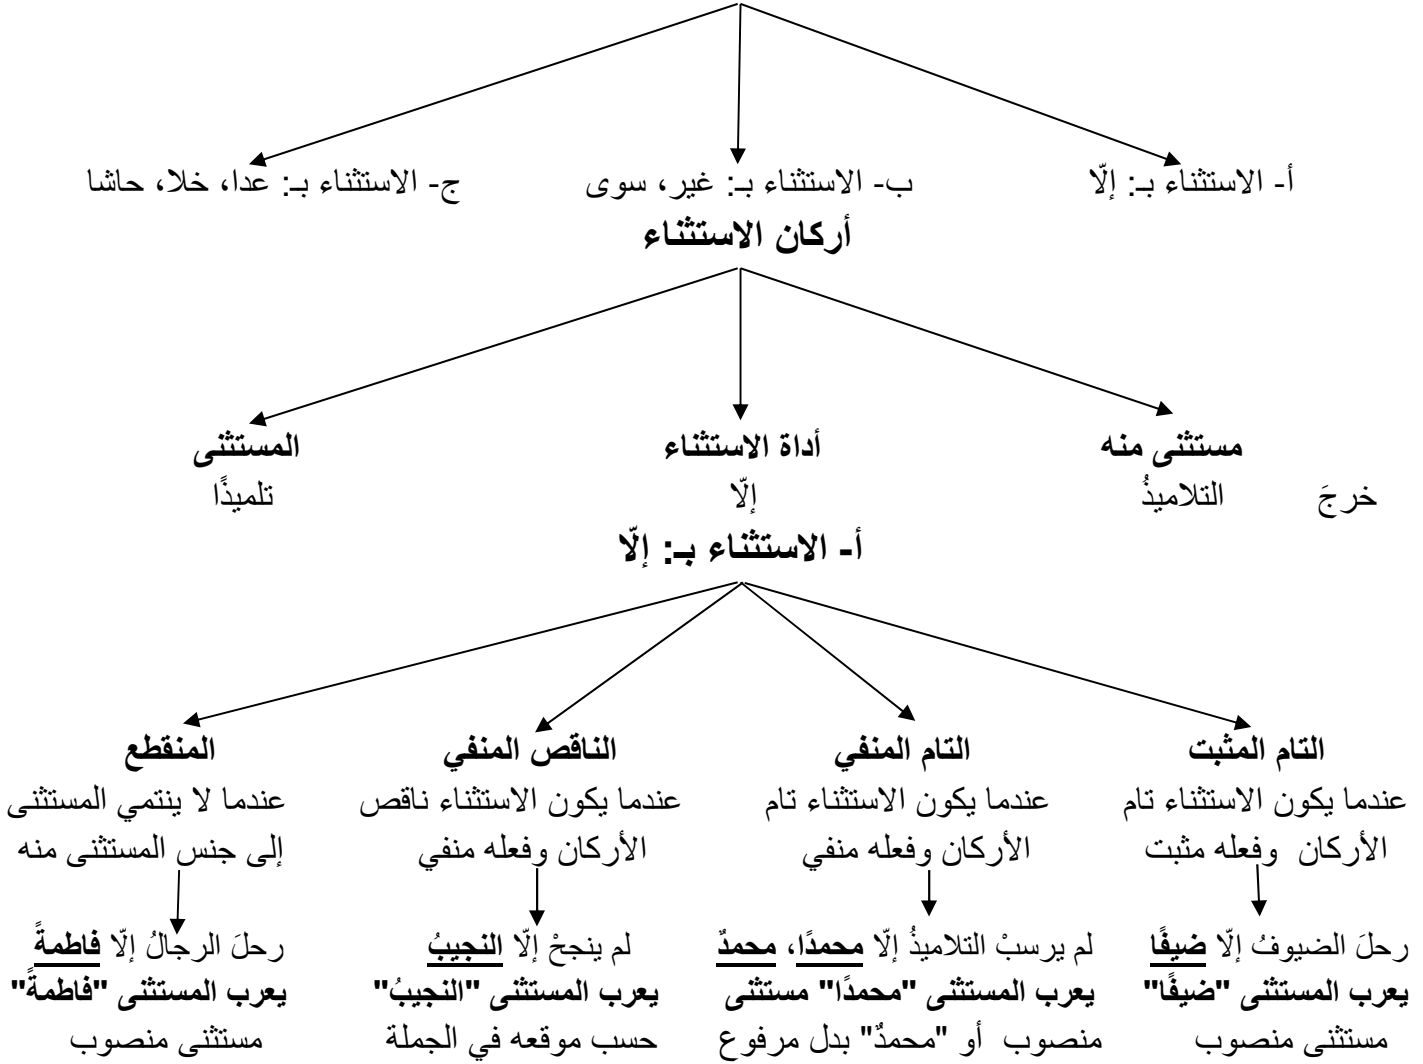 أ- الاستثناء بـ: إلّا
ب- الاستثناء بـ: غير، سوى
ج- الاستثناء بـ: عدا، خلا، حاشا
أركان الاستثناء
مستثنى منه
أداة الاستثناء
المستثنى
خرجَ التلاميذُ
إلّا
تلميذًا
أ- الاستثناء بـ: إلّا
التام المثبت
عندما يكون الاستثناء تام
الأركان وفعله مثبت
رحلَ الضيوفُ إلّا ضيفًا
يعرب المستثنى "ضيفًا"
مستثنى منصوب
التام المنفي
عندما يكون الاستثناء تام
الأركان وفعله منفي
لم يرسبْ التلاميذُ إلّا محمدًا، محمدٌ
يعرب المستثنى "محمدًا" مستثنى
منصوب أو "محمدٌ" بدل مرفوع
الناقص المنفي
عندما يكون الاستثناء ناقص
الأركان وفعله منفي
لم ينجحْ إلّا النجيبُ
يعرب المستثنى "النجيبُ"
حسب موقعه في الجملة
المنقطع
عندما لا ينتمي المستثنى
إلى جنس المستثنى منه
رحلَ الرجالُ إلّا فاطمةً
يعرب المستثنى "فاطمةً"
مستثنى منصوب